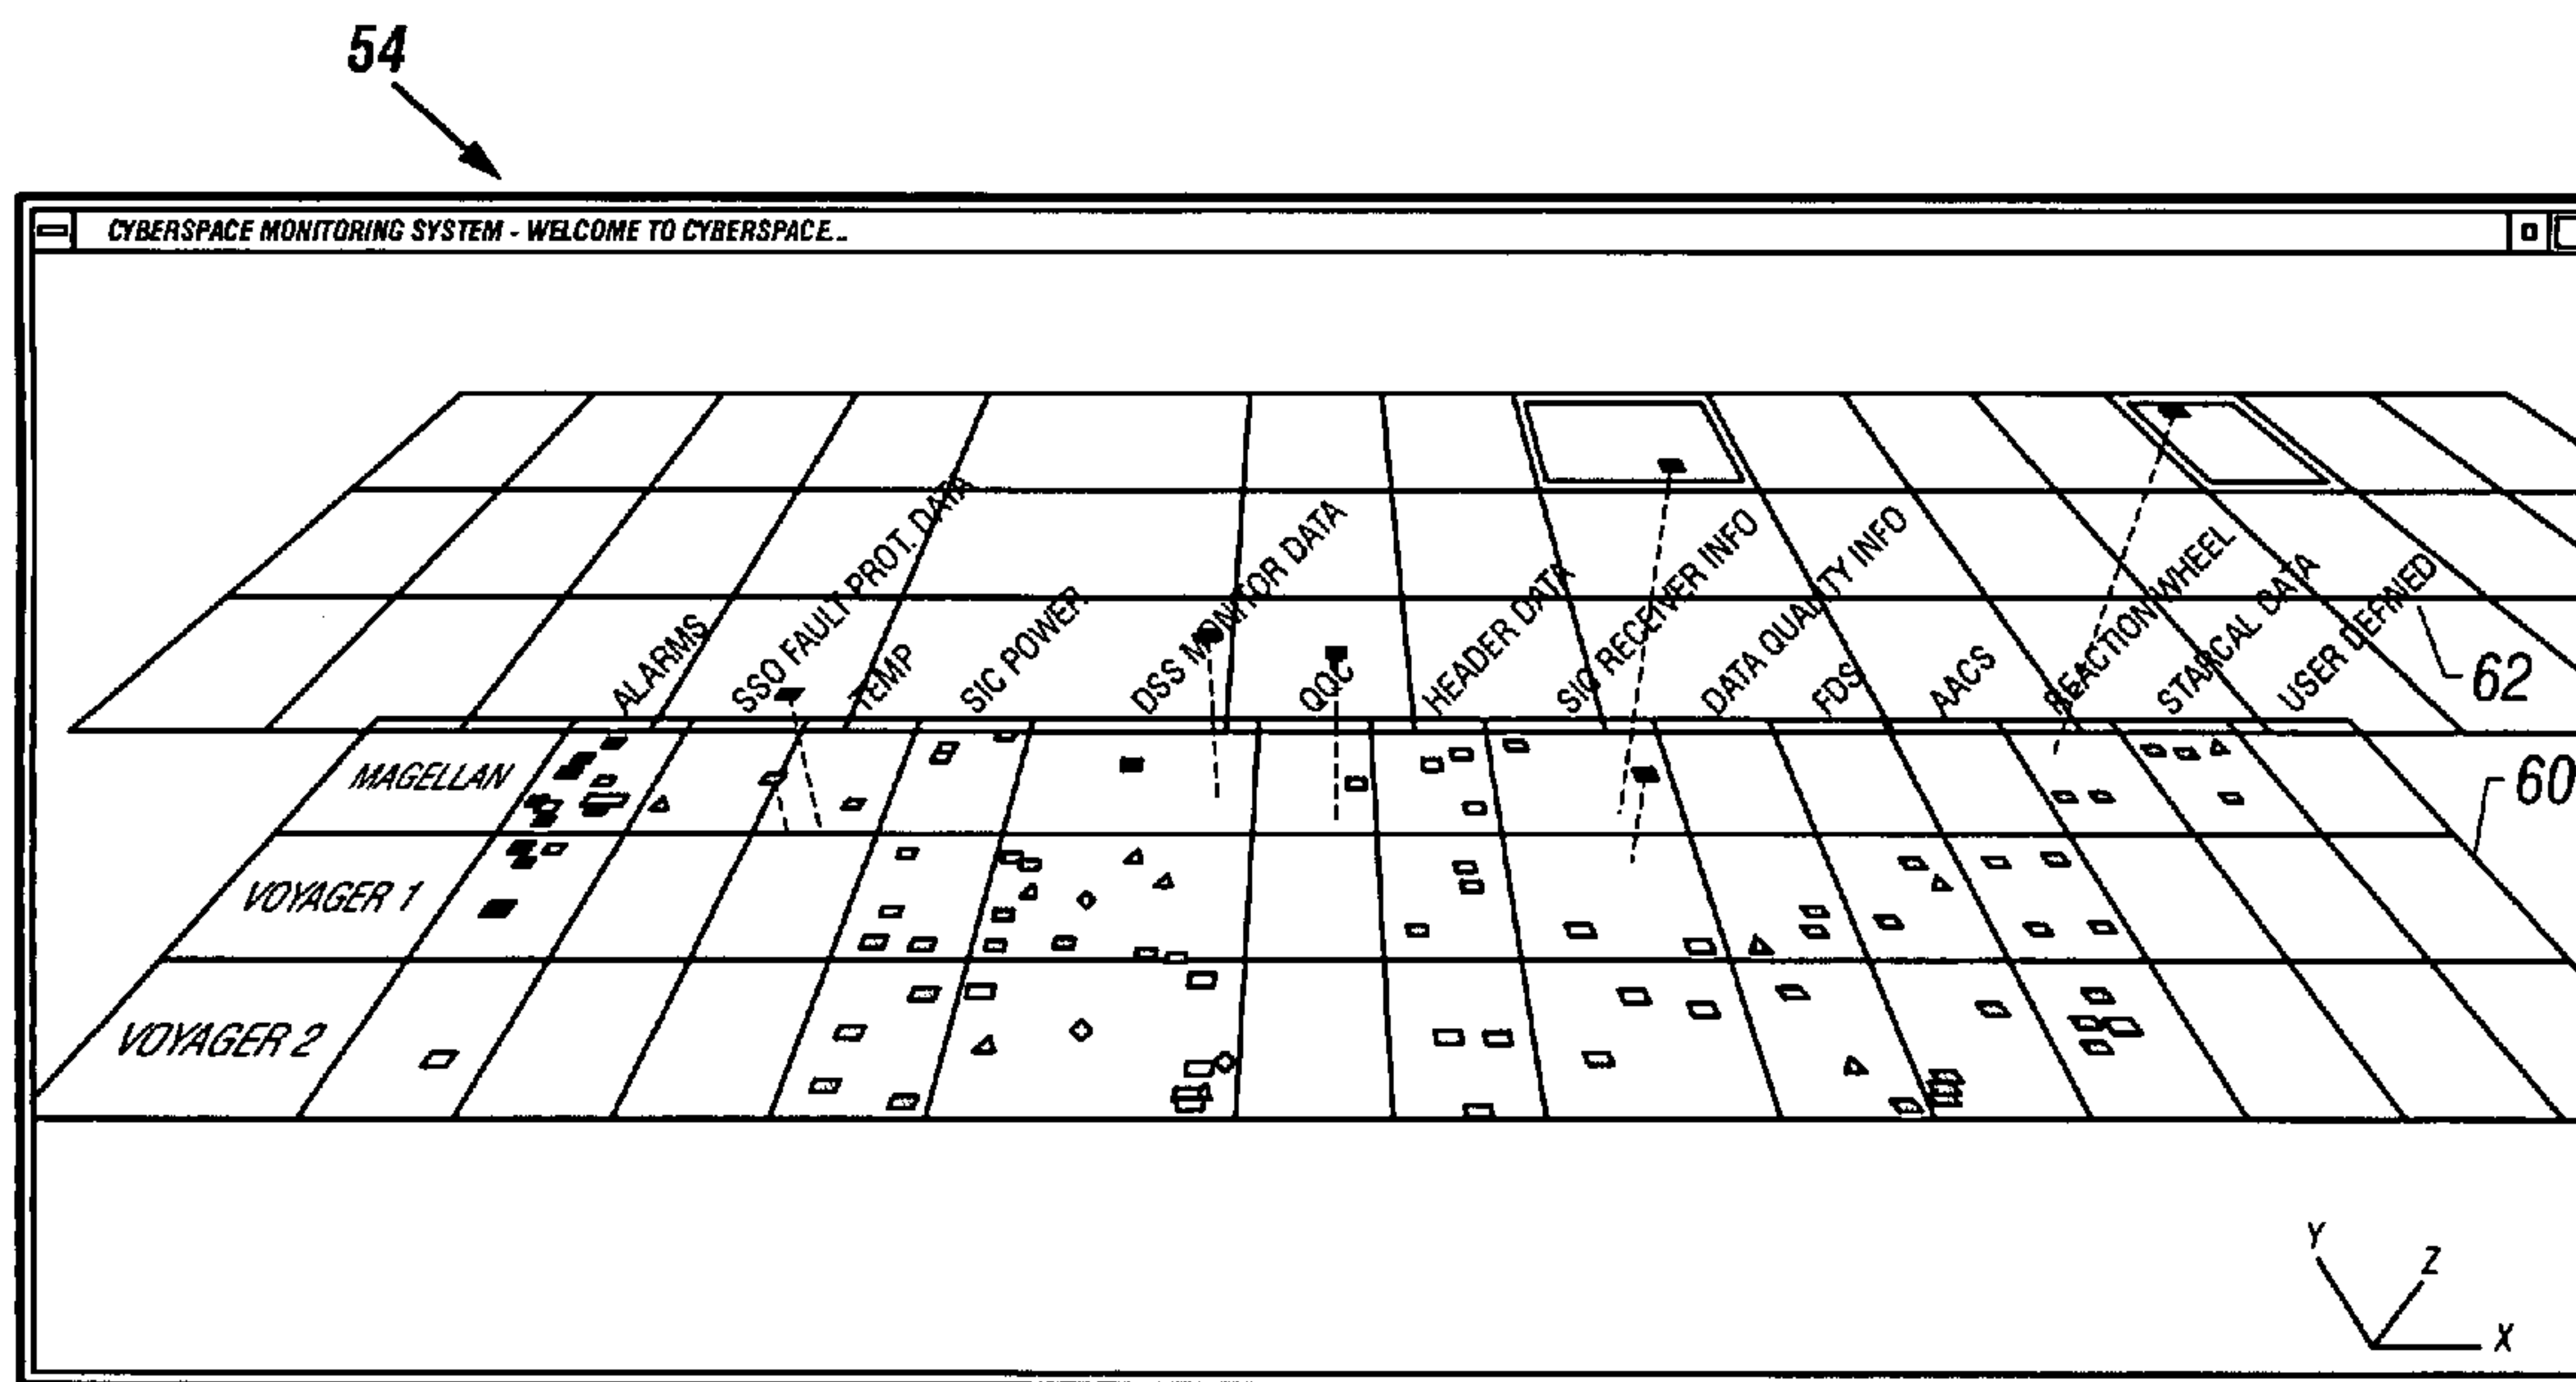 54
CYBERSPACE MONITORING SYSTEM - WELCOME TO CYBERSPACE...
ALARMS
SSO FAULT PROT. DATA
TEMP
SIC POWER
DSS MONITOR DATA
QQC
HEADER DATA
SIC RECEIVER INFO
DATA QUALITY INFO
FDS
AACS
REACTION WHEEL
STARCAL DATA
USER DEFINED
62
MAGELLAN
60
VOYAGER 1
VOYAGER 2
Y
Z
X